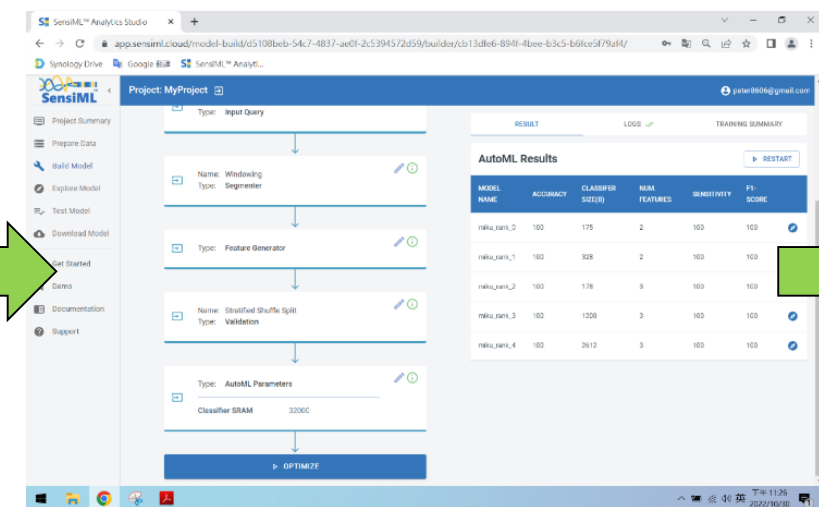 SensiML™ Analytics Studio
app.sensiml.cloud/model-build/d5108beb-54c7-4837-ae0f-2c5394572d59/builder/cb13dfe6-894f-4bee-b3c5-b6fce5f79af4/
Synology Drive Google 翻譯 SensiML™ Analyti...
SensiML
Project: MyProject
peter8606@gmail.com
Project Summary
Prepare Data
Build Model
Explore Model
Test Model
Download Model
Get Started
Demo
Documentation
Support
Type: Input Query
Name: Windowing
Type: Segmenter
Type: Feature Generator
Name: Stratified Shuffle Split
Type: Validation
Type: AutoML Parameters
Classifier SRAM 32000
OPTIMIZE
RESULT LOGS TRAINING SUMMARY
AutoML Results
RESTART
MODEL NAME ACCURACY CLASSIFER SIZE(B) NUM. FEATURES SENSITIVITY F1-SCORE
miku_rank_0 100 175 2 100 100
miku_rank_1 100 328 2 100 100
miku_rank_2 100 178 3 100 100
miku_rank_3 100 1208 3 100 100
miku_rank_4 100 2612 3 100 100
英 下午 11:26
2022/10/30